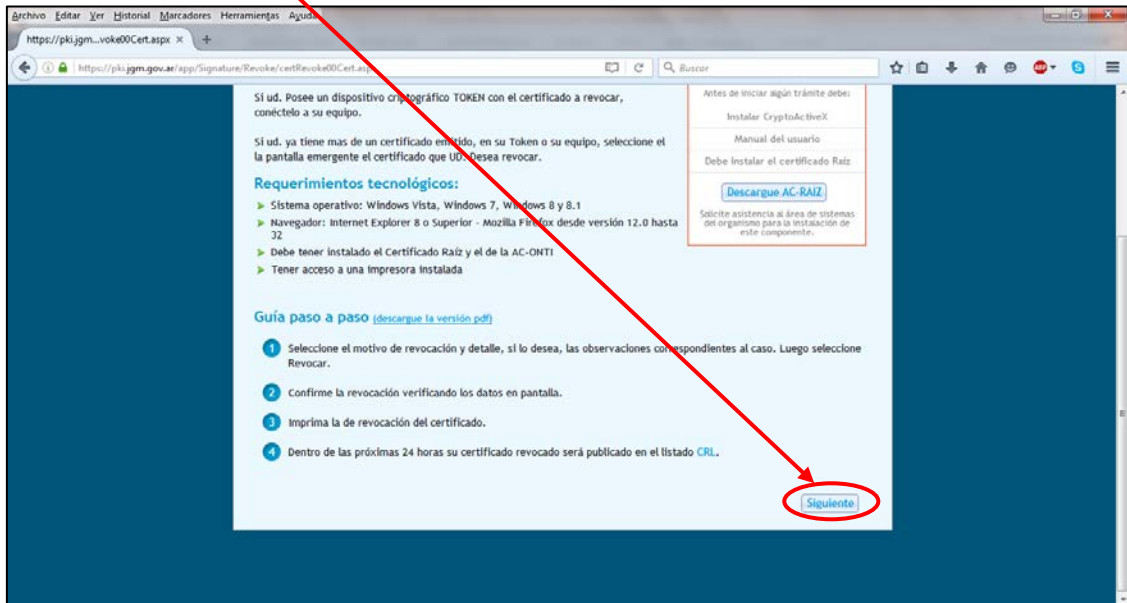 Archivo Editar Ver Historial Marcadores Herramientas Ayuda
https://pki.jgm...voke00Cert.aspx × +
https://pki.jgm.gov.ar/app/Signature/Revoke/certRevoke00Cert.aspx
Buscar
Si ud. Posee un dispositivo criptográfico TOKEN con el certificado a revocar,
conéctelo a su equipo.
Si ud. ya tiene mas de un certificado emitido, en su Token o su equipo, seleccione el
la pantalla emergente el certificado que UD. Desea revocar.
Requerimientos tecnológicos:
Sistema operativo: Windows Vista, Windows 7, Windows 8 y 8.1
Navegador: Internet Explorer 8 o Superior - Mozilla Firefox desde versión 12.0 hasta
32
Debe tener instalado el Certificado Raíz y el de la AC-ONTI
Tener acceso a una impresora instalada
Antes de iniciar algún trámite debe:
Instalar CryptoActiveX
Manual del usuario
Debe instalar el certificado Raíz
Descargue AC-RAIZ
Solicite asistencia al área de sistemas
del organismo para la instalación de
este componente.
Guía paso a paso (descargue la versión pdf)
1 Seleccione el motivo de revocación y detalle, si lo desea, las observaciones correspondientes al caso. Luego seleccione
Revocar.
2 Confirme la revocación verificando los datos en pantalla.
3 Imprima la de revocación del certificado.
4 Dentro de las próximas 24 horas su certificado revocado será publicado en el listado CRL.
Siguiente